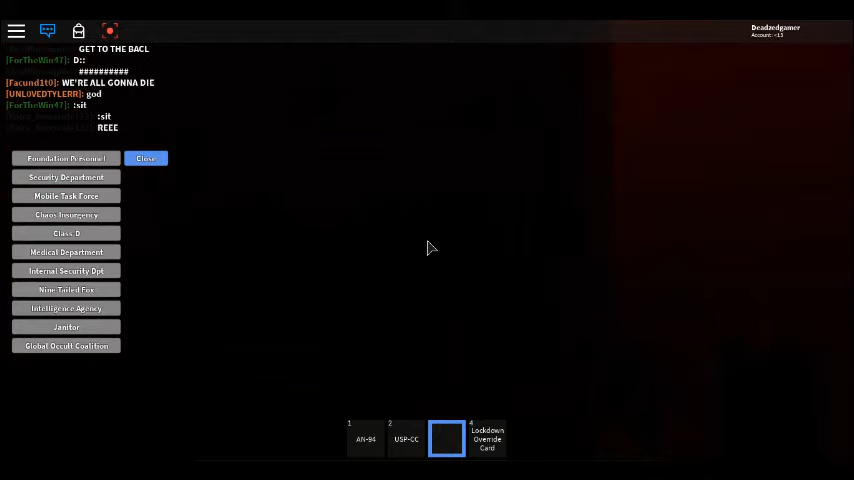 Deadzedgamer
Account: <13
GET TO THE BACL
[ForTheWin47]: D::
##########
[Facund1t0]: WE'RE ALL GONNA DIE
[UNL0VEDTYLERR]: god
[ForTheWin47]: :sit
:sit
REEE
Foundation Personnel
Close
Security Department
Mobile Task Force
Chaos Insurgency
Class D
Medical Department
Internal Security Dpt
Nine Tailed Fox
Intelligence Agency
Janitor
Global Occult Coalition
1
AN-94
2
USP-CC
4
Lockdown
Override
Card